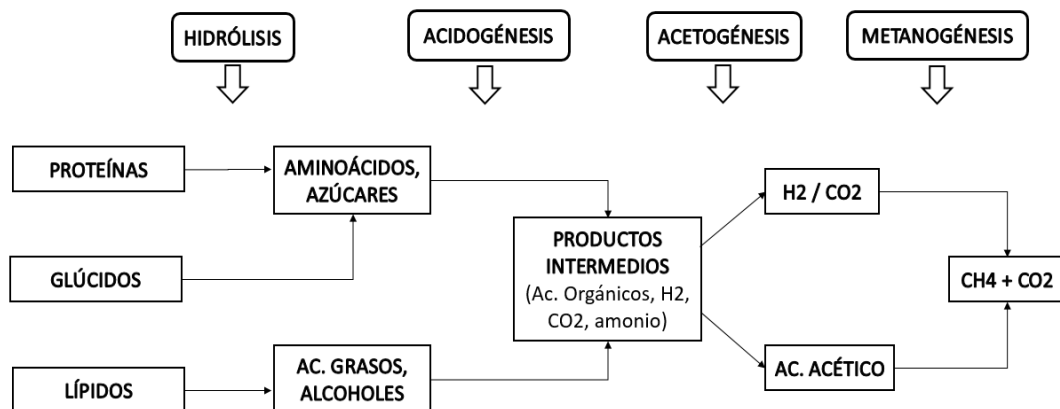 HIDRÓLISIS
ACIDOGÉNESIS
ACETOGÉNESIS
METANOGÉNESIS
PROTEÍNAS
GLÚCIDOS
LÍPIDOS
AMINOÁCIDOS,
AZÚCARES
AC. GRASOS,
ALCOHOLES
PRODUCTOS
INTERMEDIOS
(Ac. Orgánicos, H2,
CO2, amonio)
H2 / CO2
AC. ACÉTICO
CH4 + CO2